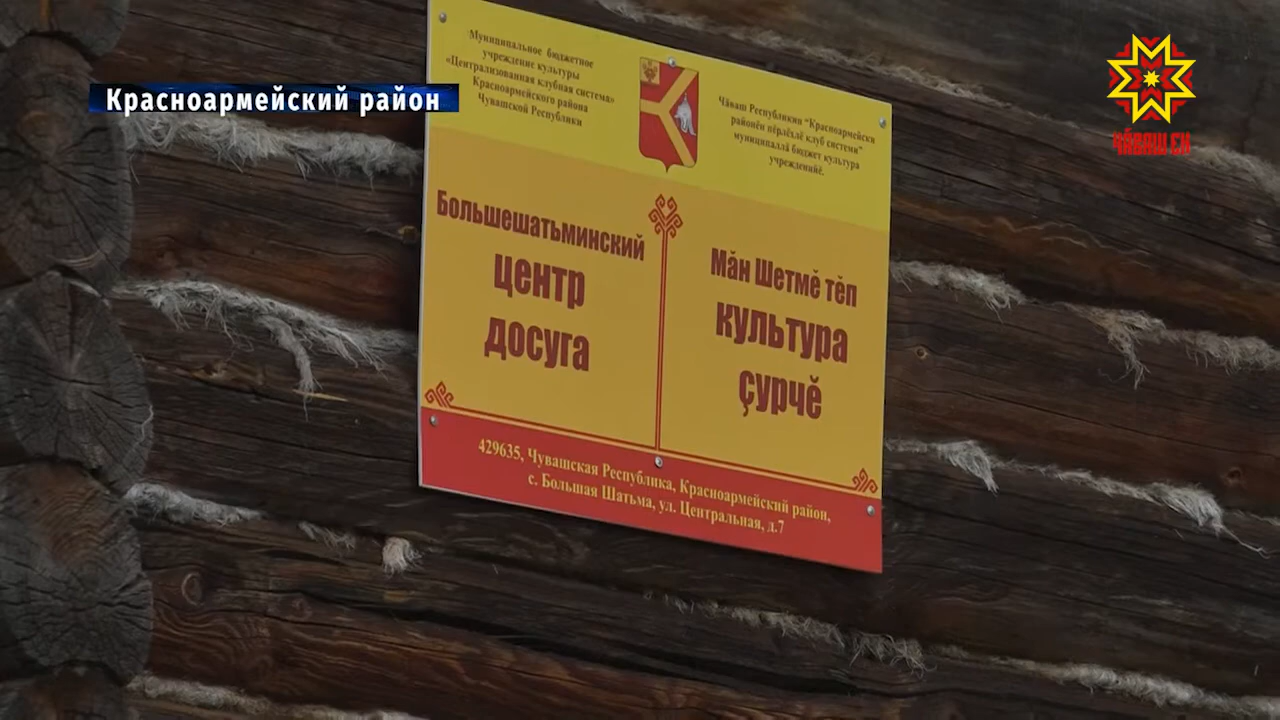 Красноармейский район
ЧĂВАШ ЕН
Муниципальное бюджетное
учреждение культуры
«Централизованная клубная система»
Красноармейского района
Чувашской Республики
Чăваш Республикин "Красноармейски
районĕн пĕрлĕхлĕ клуб системи"
муниципаллă бюджет культура
учрежденийĕ.
Большешатьминский
центр
досуга
Мăн Шетмĕ тĕп
культура
çурчĕ
429635, Чувашская Республика, Красноармейский район,
с. Большая Шатьма, ул. Центральная, д.7